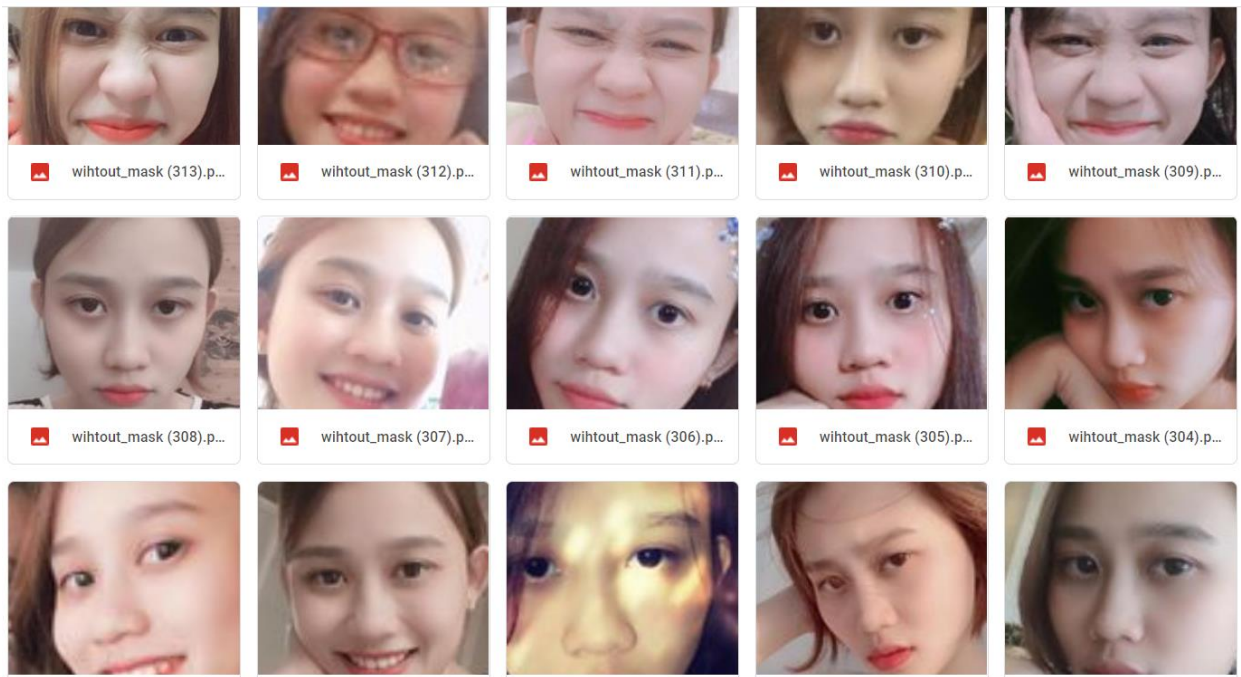 wihtout_mask (313).p...
wihtout_mask (312).p...
wihtout_mask (311).p...
wihtout_mask (310).p...
wihtout_mask (309).p...
wihtout_mask (308).p...
wihtout_mask (307).p...
wihtout_mask (306).p...
wihtout_mask (305).p...
wihtout_mask (304).p...